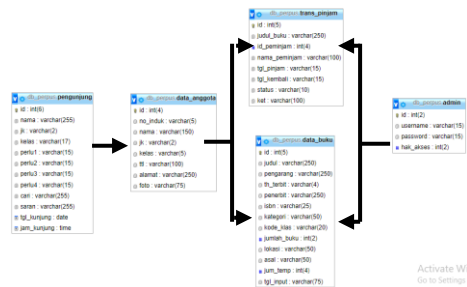 db_perpus trans_pinjam
id : int(5)
judul_buku : varchar(250)
id_peminjam : int(4)
nama_peminjam : varchar(100)
tgl_pinjam : varchar(15)
tgl_kembali : varchar(15)
status : varchar(10)
ket : varchar(100)
db_perpus pengunjung
id : int(6)
nama : varchar(255)
jk : varchar(2)
kelas : varchar(17)
perlu1 : varchar(15)
perlu2 : varchar(15)
perlu3 : varchar(15)
perlu4 : varchar(15)
cari : varchar(255)
saran : varchar(255)
tgl_kunjung : date
jam_kunjung : time
db_perpus data_anggota
id : int(4)
no_induk : varchar(5)
nama : varchar(150)
jk : varchar(2)
kelas : varchar(5)
ttl : varchar(100)
alamat : varchar(250)
foto : varchar(75)
db_perpus admin
id : int(2)
username : varchar(15)
password : varchar(15)
hak_akses : int(2)
db_perpus data_buku
id : int(5)
judul : varchar(250)
pengarang : varchar(250)
th_terbit : varchar(4)
penerbit : varchar(250)
isbn : varchar(25)
kategori : varchar(50)
kode_klas : varchar(20)
jumlah_buku : int(2)
lokasi : varchar(50)
asal : varchar(50)
jum_temp : int(4)
tgl_input : varchar(75)
Activate Wi
Go to Settings